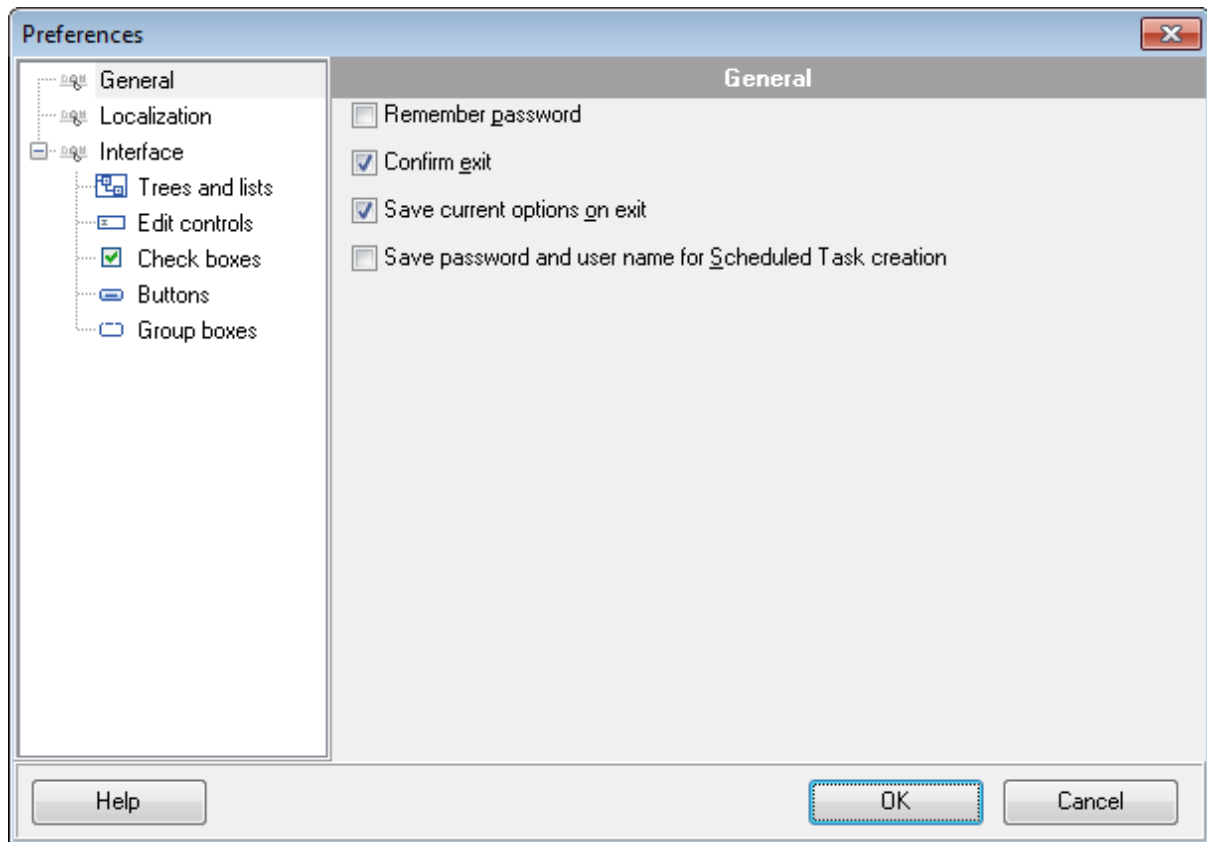 Preferences
General
Localization
Interface
Trees and lists
Edit controls
Check boxes
Buttons
Group boxes
General
Remember password
Confirm exit
Save current options on exit
Save password and user name for Scheduled Task creation
Help
OK
Cancel